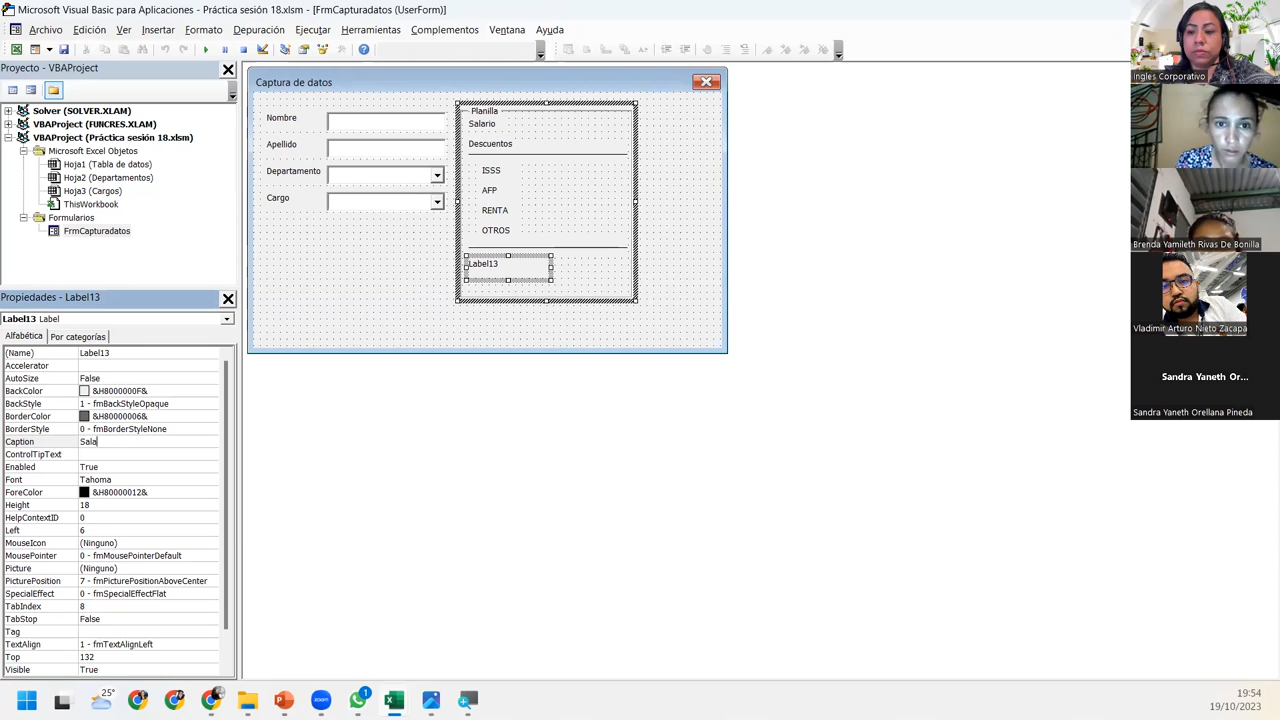 Microsoft Visual Basic para Aplicaciones - Práctica sesión 18.xlsm - [FrmCapturadatos (UserForm)]
Archivo Edición Ver Insertar Formato Depuración Ejecutar Herramientas Complementos Ventana Ayuda
Proyecto - VBAProject
Solver (SOLVER.XLAM)
VBAProject (FUNCRES.XLAM)
VBAProject (Práctica sesión 18.xlsm)
Microsoft Excel Objetos
Hoja1 (Tabla de datos)
Hoja2 (Departamentos)
Hoja3 (Cargos)
ThisWorkbook
Formularios
FrmCapturadatos
Propiedades - Label13
Label13 Label
Alfabética Por categorías
(Name) Label13
Accelerator
AutoSize False
BackColor &H8000000F&
BackStyle 1 - fmBackStyleOpaque
BorderColor &H80000006&
BorderStyle 0 - fmBorderStyleNone
Caption Sala
ControlTipText
Enabled True
Font Tahoma
ForeColor &H80000012&
Height 18
HelpContextID 0
Left 6
MouseIcon (Ninguno)
MousePointer 0 - fmMousePointerDefault
Picture (Ninguno)
PicturePosition 7 - fmPicturePositionAboveCenter
SpecialEffect 0 - fmSpecialEffectFlat
TabIndex 8
TabStop False
Tag
TextAlign 1 - fmTextAlignLeft
Top 132
Visible True
Captura de datos
Nombre
Apellido
Departamento
Cargo
Planilla
Salario
Descuentos
ISSS
AFP
RENTA
OTROS
Label13
Ingles Corporativo
Brenda Yamileth Rivas De Bonilla
Vladimir Arturo Nieto Zacapa
Sandra Yaneth Or...
Sandra Yaneth Orellana Pineda
25°
zoom
1
19:54
19/10/2023